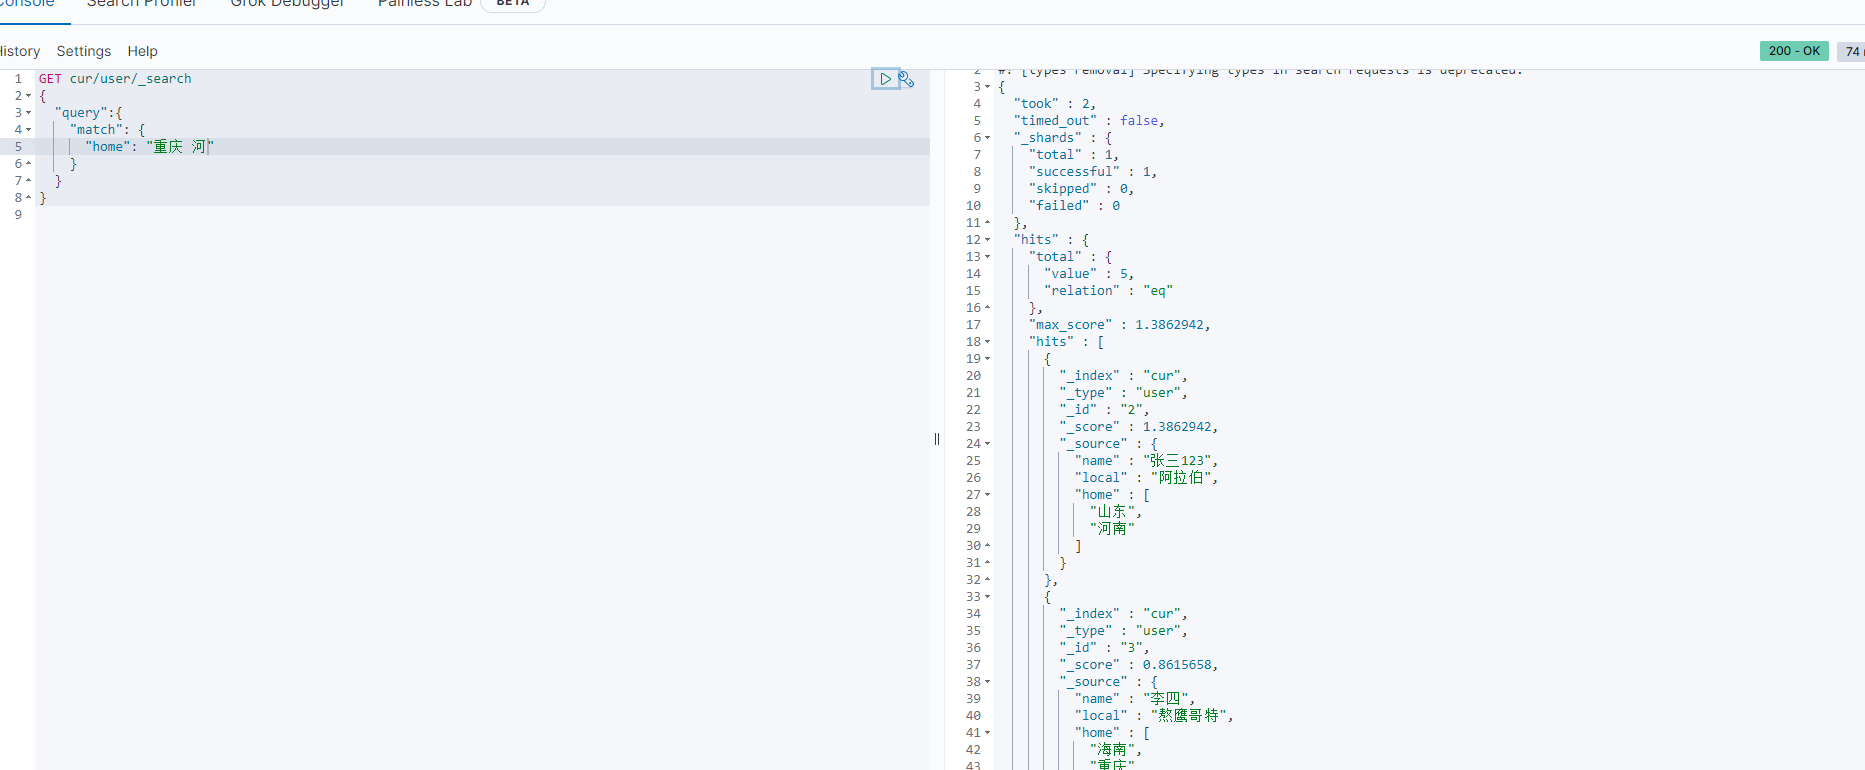 Console Search Profiler Grok Debugger Painless Lab BETA
History Settings Help
200 - OK 74
1 GET cur/user/_search
2 {
3 "query":{
4 "match": {
5 "home": "重庆 河"
6 }
7 }
8 }
9
2 #! [types removal] Specifying types in search requests is deprecated.
3 {
4 "took" : 2,
5 "timed_out" : false,
6 "_shards" : {
7 "total" : 1,
8 "successful" : 1,
9 "skipped" : 0,
10 "failed" : 0
11 },
12 "hits" : {
13 "total" : {
14 "value" : 5,
15 "relation" : "eq"
16 },
17 "max_score" : 1.3862942,
18 "hits" : [
19 {
20 "_index" : "cur",
21 "_type" : "user",
22 "_id" : "2",
23 "_score" : 1.3862942,
24 "_source" : {
25 "name" : "张三123",
26 "local" : "阿拉伯",
27 "home" : [
28 "山东",
29 "河南"
30 ]
31 }
32 },
33 {
34 "_index" : "cur",
35 "_type" : "user",
36 "_id" : "3",
37 "_score" : 0.8615658,
38 "_source" : {
39 "name" : "李四",
40 "local" : "熬鹰哥特",
41 "home" : [
42 "海南",
43 "重庆"